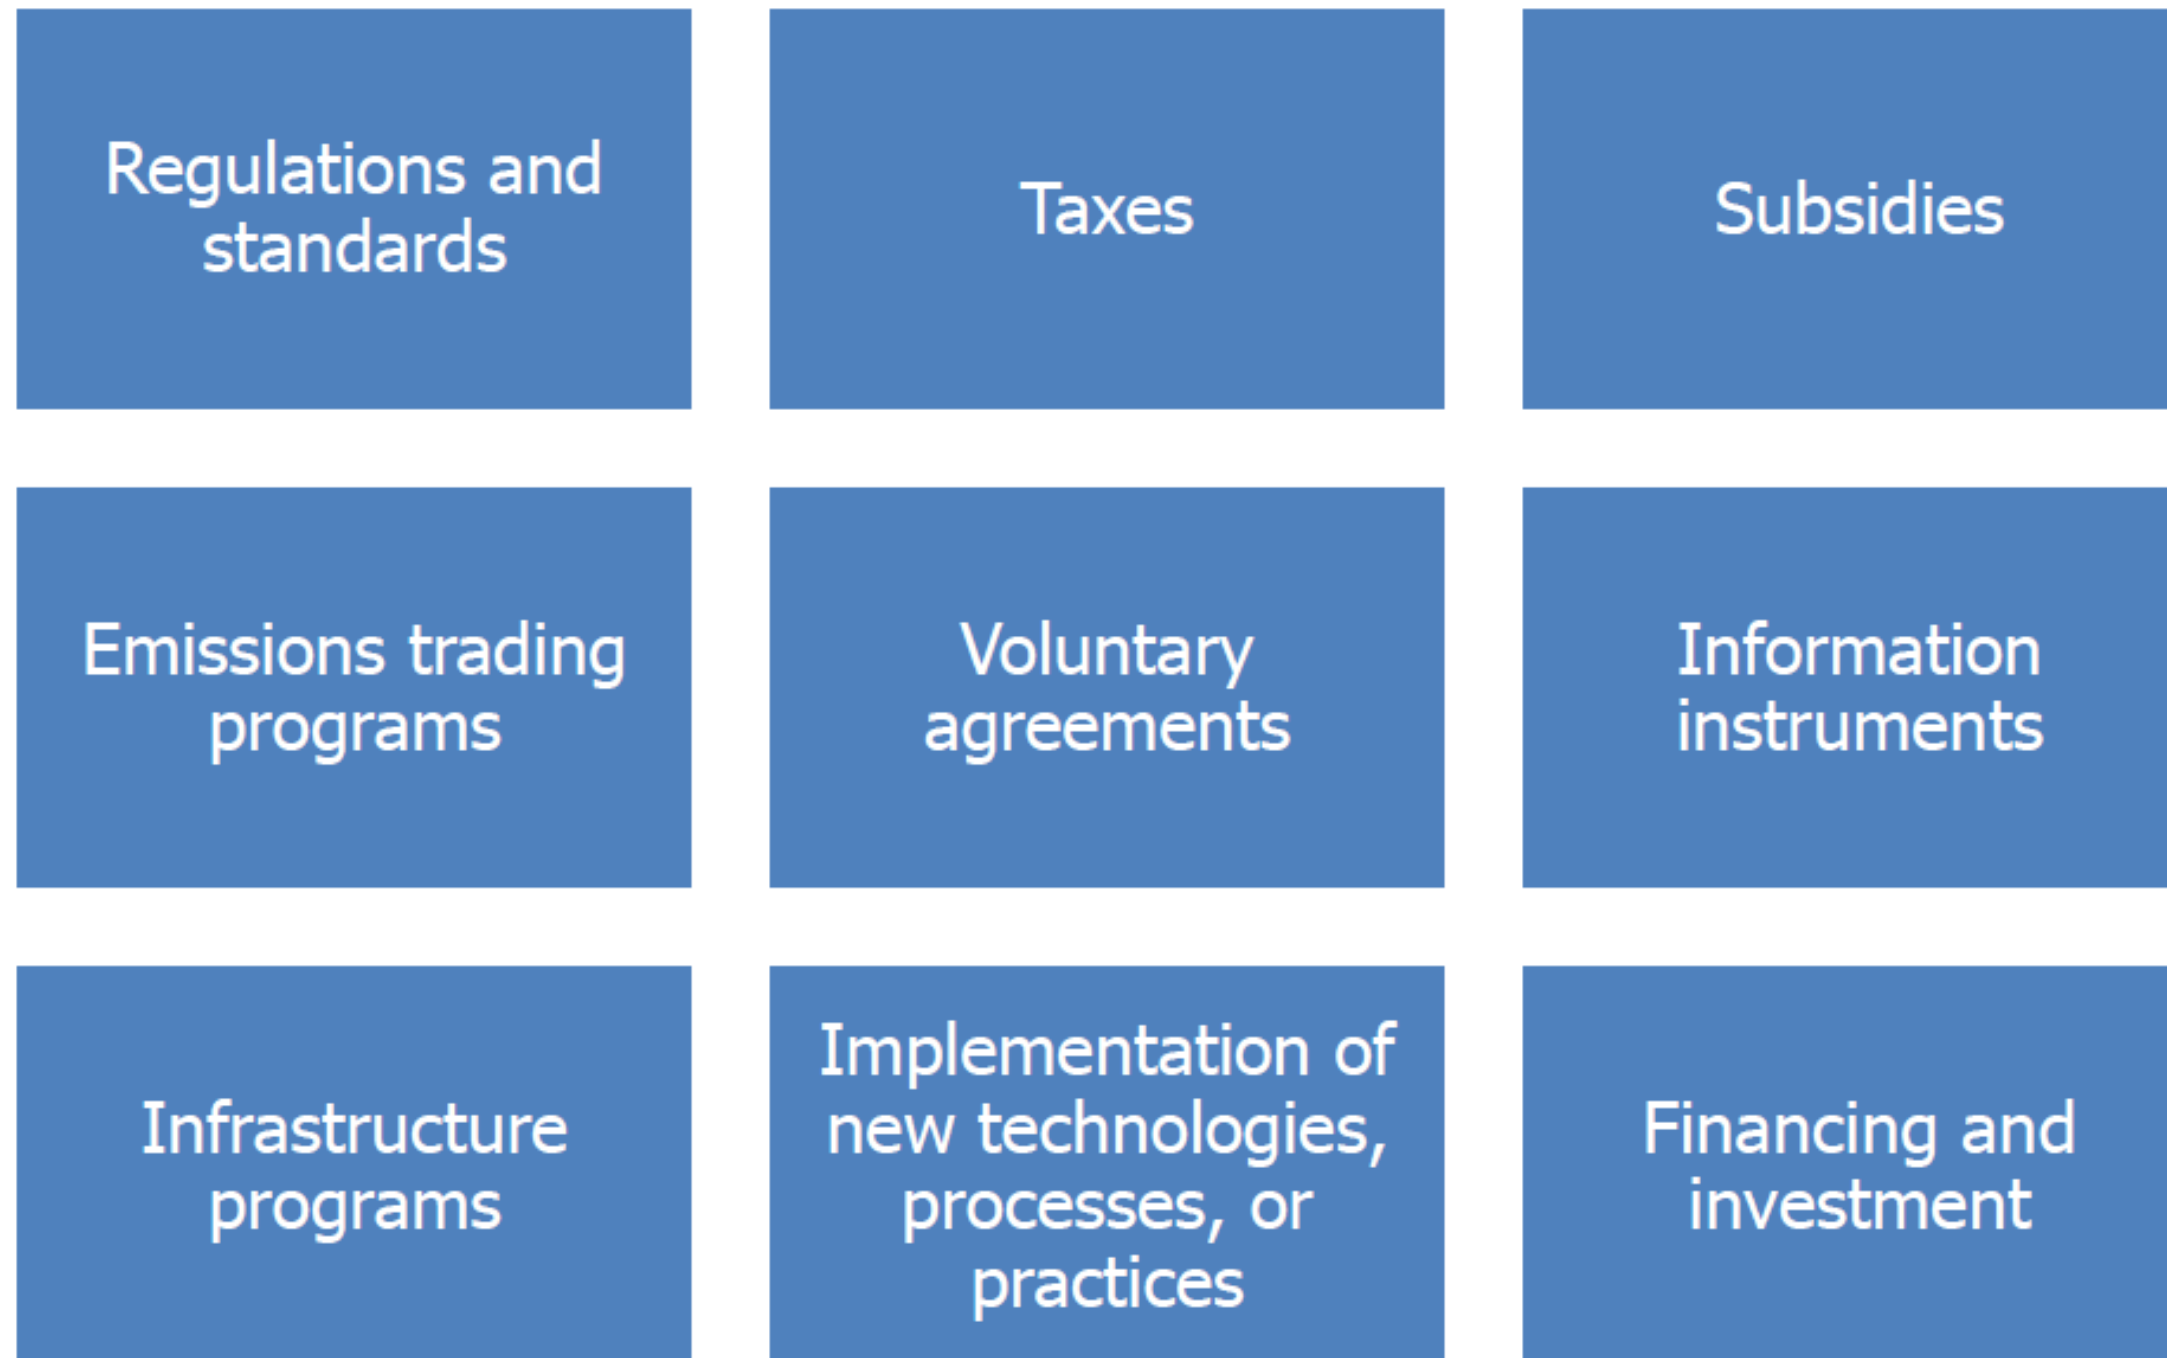 Regulations and
standards
Taxes
Subsidies
Emissions trading
programs
Voluntary
agreements
Information
instruments
Infrastructure
programs
Implementation of
new technologies,
processes, or
practices
Financing and
investment